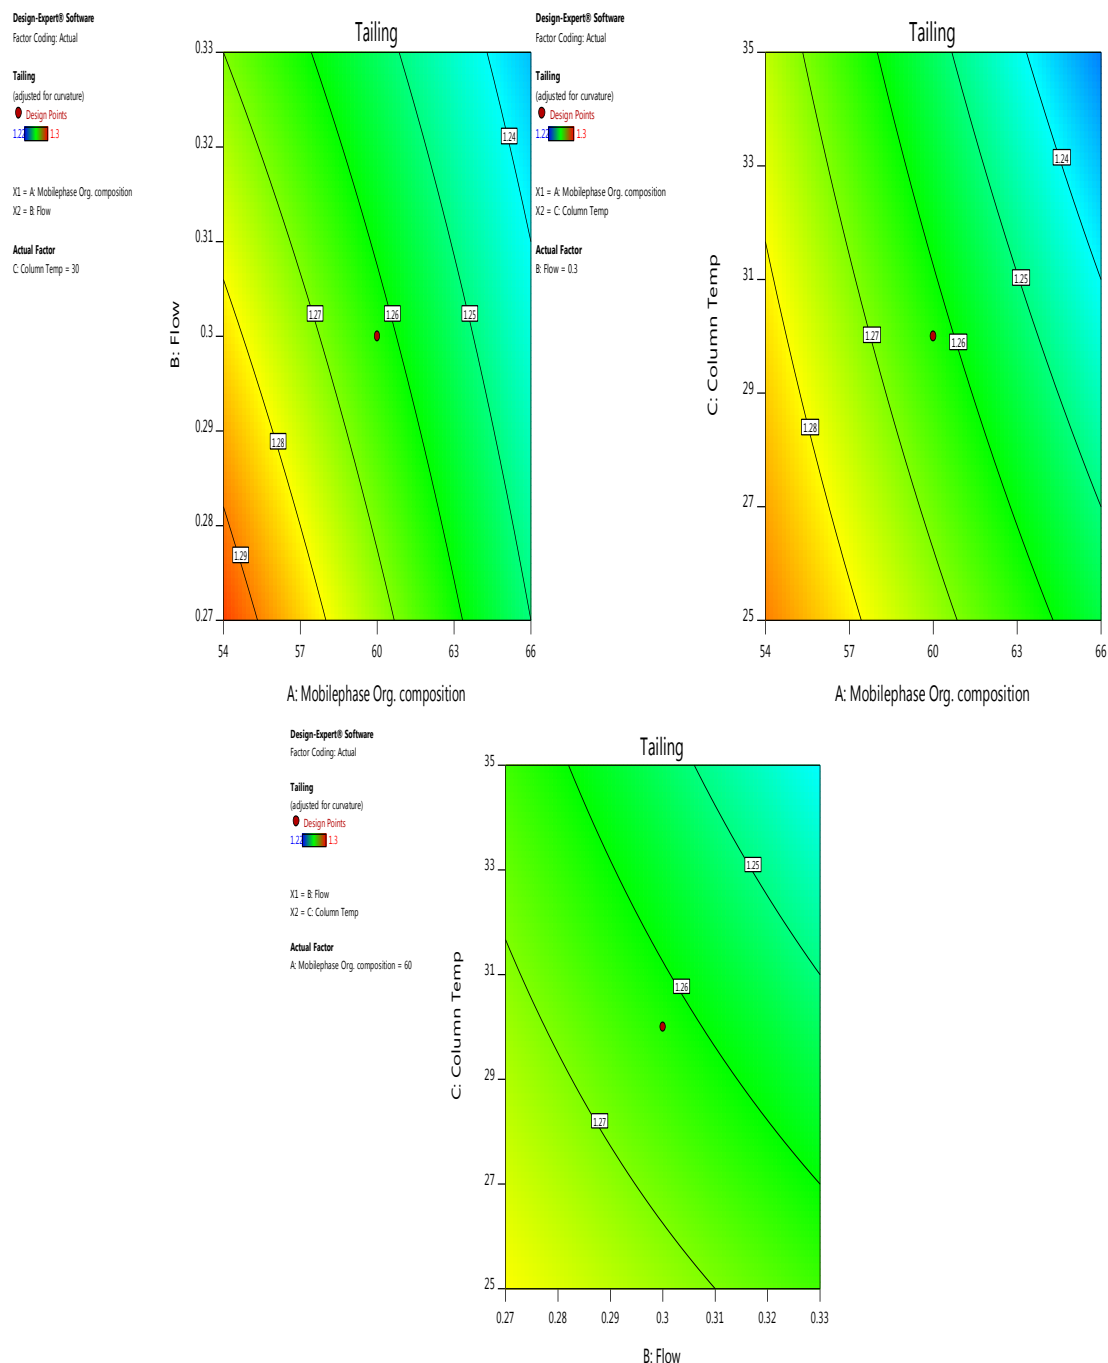 Design-Expert® Software
Factor Coding: Actual
Tailing
(adjusted for curvature)
Design Points
1.22 1.3
X1 = A: Mobilephase Org. composition
X2 = B: Flow
Actual Factor
C: Column Temp = 30
Tailing
0.33
0.32
0.31
0.3
0.29
0.28
0.27
B: Flow
1.24
1.27
1.26
1.25
1.28
1.29
54 57 60 63 66
A: Mobilephase Org. composition
Design-Expert® Software
Factor Coding: Actual
Tailing
(adjusted for curvature)
Design Points
1.22 1.3
X1 = A: Mobilephase Org. composition
X2 = C: Column Temp
Actual Factor
B: Flow = 0.3
Tailing
35
33
31
29
27
25
C: Column Temp
1.24
1.25
1.27
1.26
1.28
54 57 60 63 66
A: Mobilephase Org. composition
Design-Expert® Software
Factor Coding: Actual
Tailing
(adjusted for curvature)
Design Points
1.22 1.3
X1 = B: Flow
X2 = C: Column Temp
Actual Factor
A: Mobilephase Org. composition = 60
Tailing
35
33
31
29
27
25
C: Column Temp
1.25
1.26
1.27
0.27 0.28 0.29 0.3 0.31 0.32 0.33
B: Flow